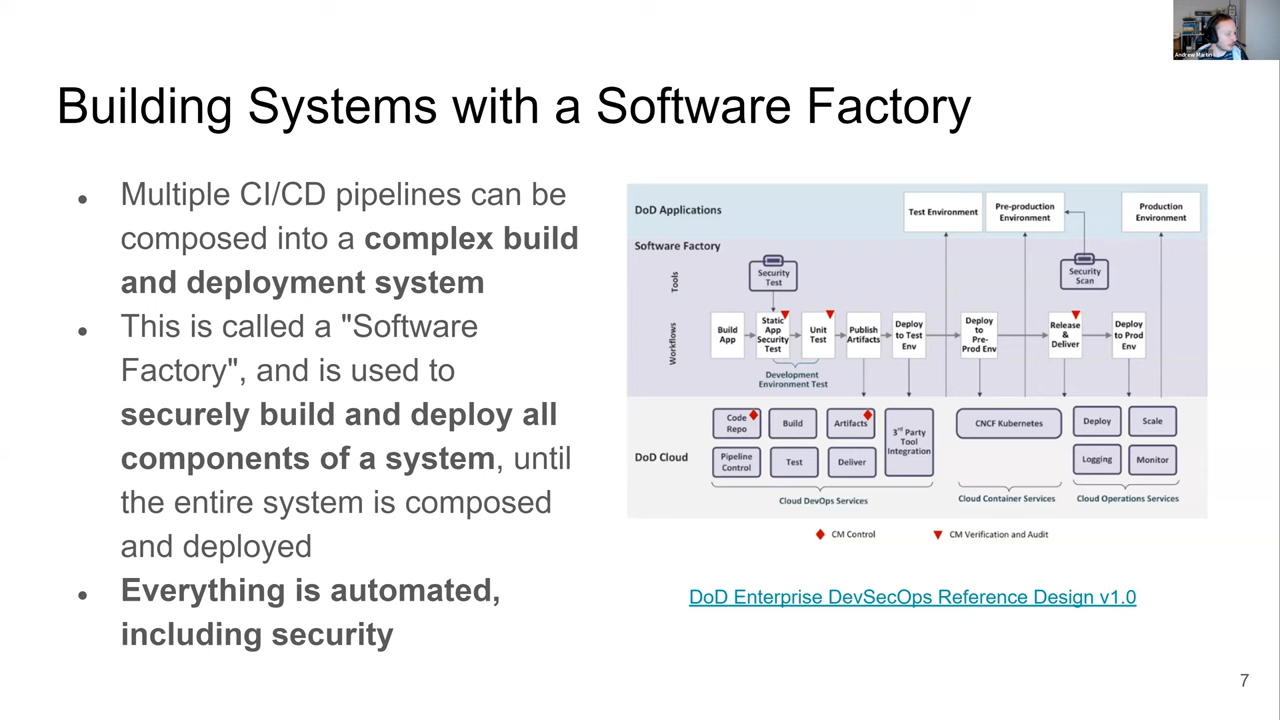 Andrew Martin
Building Systems with a Software Factory
● Multiple CI/CD pipelines can be
composed into a complex build
and deployment system
● This is called a "Software
Factory", and is used to
securely build and deploy all
components of a system, until
the entire system is composed
and deployed
● Everything is automated,
including security
DoD Applications
Test Environment
Pre-production
Environment
Production
Environment
Software Factory
Tools
Security
Test
Security
Scan
Workflows
Build
App
Static
App
Security
Test
Unit
Test
Publish
Artifacts
Deploy
to Test
Env
Deploy
to
Pre-
Prod Env
Release
&
Deliver
Deploy
to Prod
Env
Development
Environment Test
DoD Cloud
Code
Repo
Build
Artifacts
3rd Party
Tool
Integration
CNCF Kubernetes
Deploy
Scale
Pipeline
Control
Test
Deliver
Logging
Monitor
Cloud DevOps Services
Cloud Container Services
Cloud Operations Services
CM Control
CM Verification and Audit
DoD Enterprise DevSecOps Reference Design v1.0
7